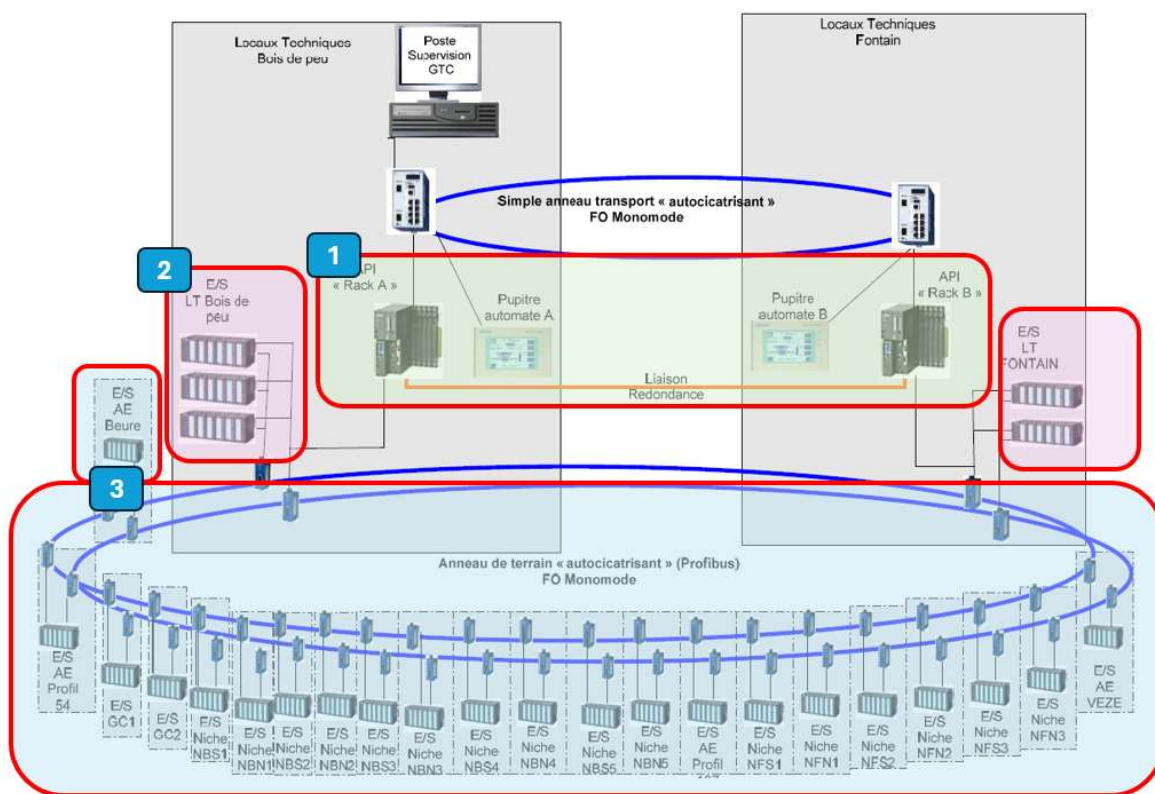 Locaux Techniques
Bois de peu
Poste
Supervision
GTC
Locaux Techniques
Fontain
Simple anneau transport « autocicatrisant »
FO Monomode
1
2
3
API
« Rack A »
Pupitre
automate A
Pupitre
automate B
API
« Rack B »
Liaison
Redondance
E/S
LT Bois de
peu
E/S
LT
FONTAIN
E/S
AE
Beure
Anneau de terrain « autocicatrisant » (Profibus)
FO Monomode
E/S
AE
Profil
54
E/S
GC1
E/S
GC2
E/S
Niche
NBS1
E/S
Niche
NBN1
E/S
Niche
NBS2
E/S
Niche
NBN2
E/S
Niche
NBS3
E/S
Niche
NBN3
E/S
Niche
NBS4
E/S
Niche
NBN4
E/S
Niche
NBS5
E/S
Niche
NBN5
E/S
AE
Profil
E/S
Niche
NFS1
E/S
Niche
NFN1
E/S
Niche
NFS2
E/S
Niche
NFN2
E/S
Niche
NFS3
E/S
Niche
NFN3
E/S
AE
VEZE